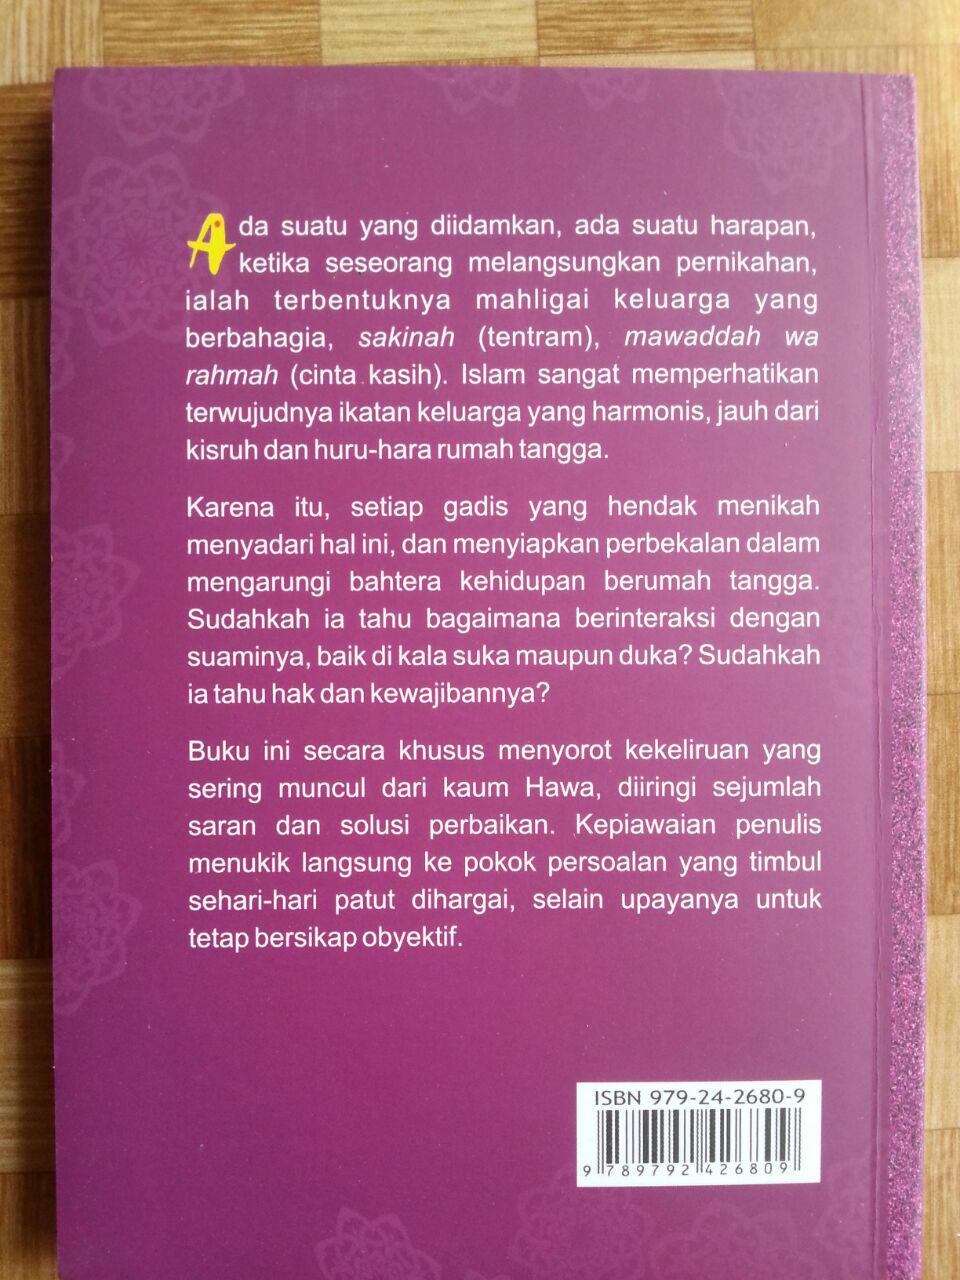 Ada suatu yang diidamkan, ada suatu harapan,
ketika seseorang melangsungkan pernikahan,
ialah terbentuknya mahligai keluarga yang
berbahagia, sakinah (tentram), mawaddah wa
rahmah (cinta kasih). Islam sangat memperhatikan
terwujudnya ikatan keluarga yang harmonis, jauh dari
kisruh dan huru-hara rumah tangga.
Karena itu, setiap gadis yang hendak menikah
menyadari hal ini, dan menyiapkan perbekalan dalam
mengarungi bahtera kehidupan berumah tangga.
Sudahkah ia tahu bagaimana berinteraksi dengan
suaminya, baik di kala suka maupun duka? Sudahkah
ia tahu hak dan kewajibannya?
Buku ini secara khusus menyorot kekeliruan yang
sering muncul dari kaum Hawa, diiringi sejumlah
saran dan solusi perbaikan. Kepiawaian penulis
menukik langsung ke pokok persoalan yang timbul
sehari-hari patut dihargai, selain upayanya untuk
tetap bersikap obyektif.
ISBN 979-24-2680-9
9 789792 426809